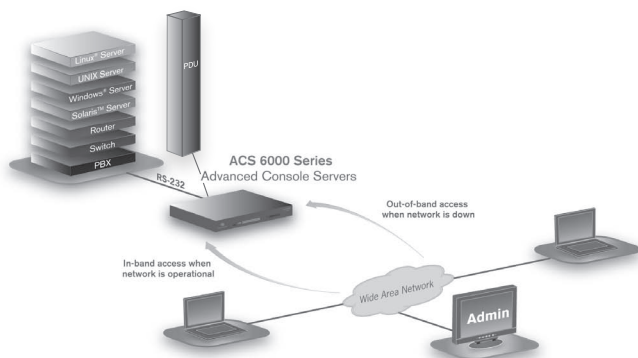 Linux® Server
UNIX Server
Windows® Server
Solaris™ Server
Router
Switch
PBX
PDU
RS-232
ACS 6000 Series
Advanced Console Servers
Out-of-band access
when network is down
In-band access when
network is operational
Wide Area Network
Admin